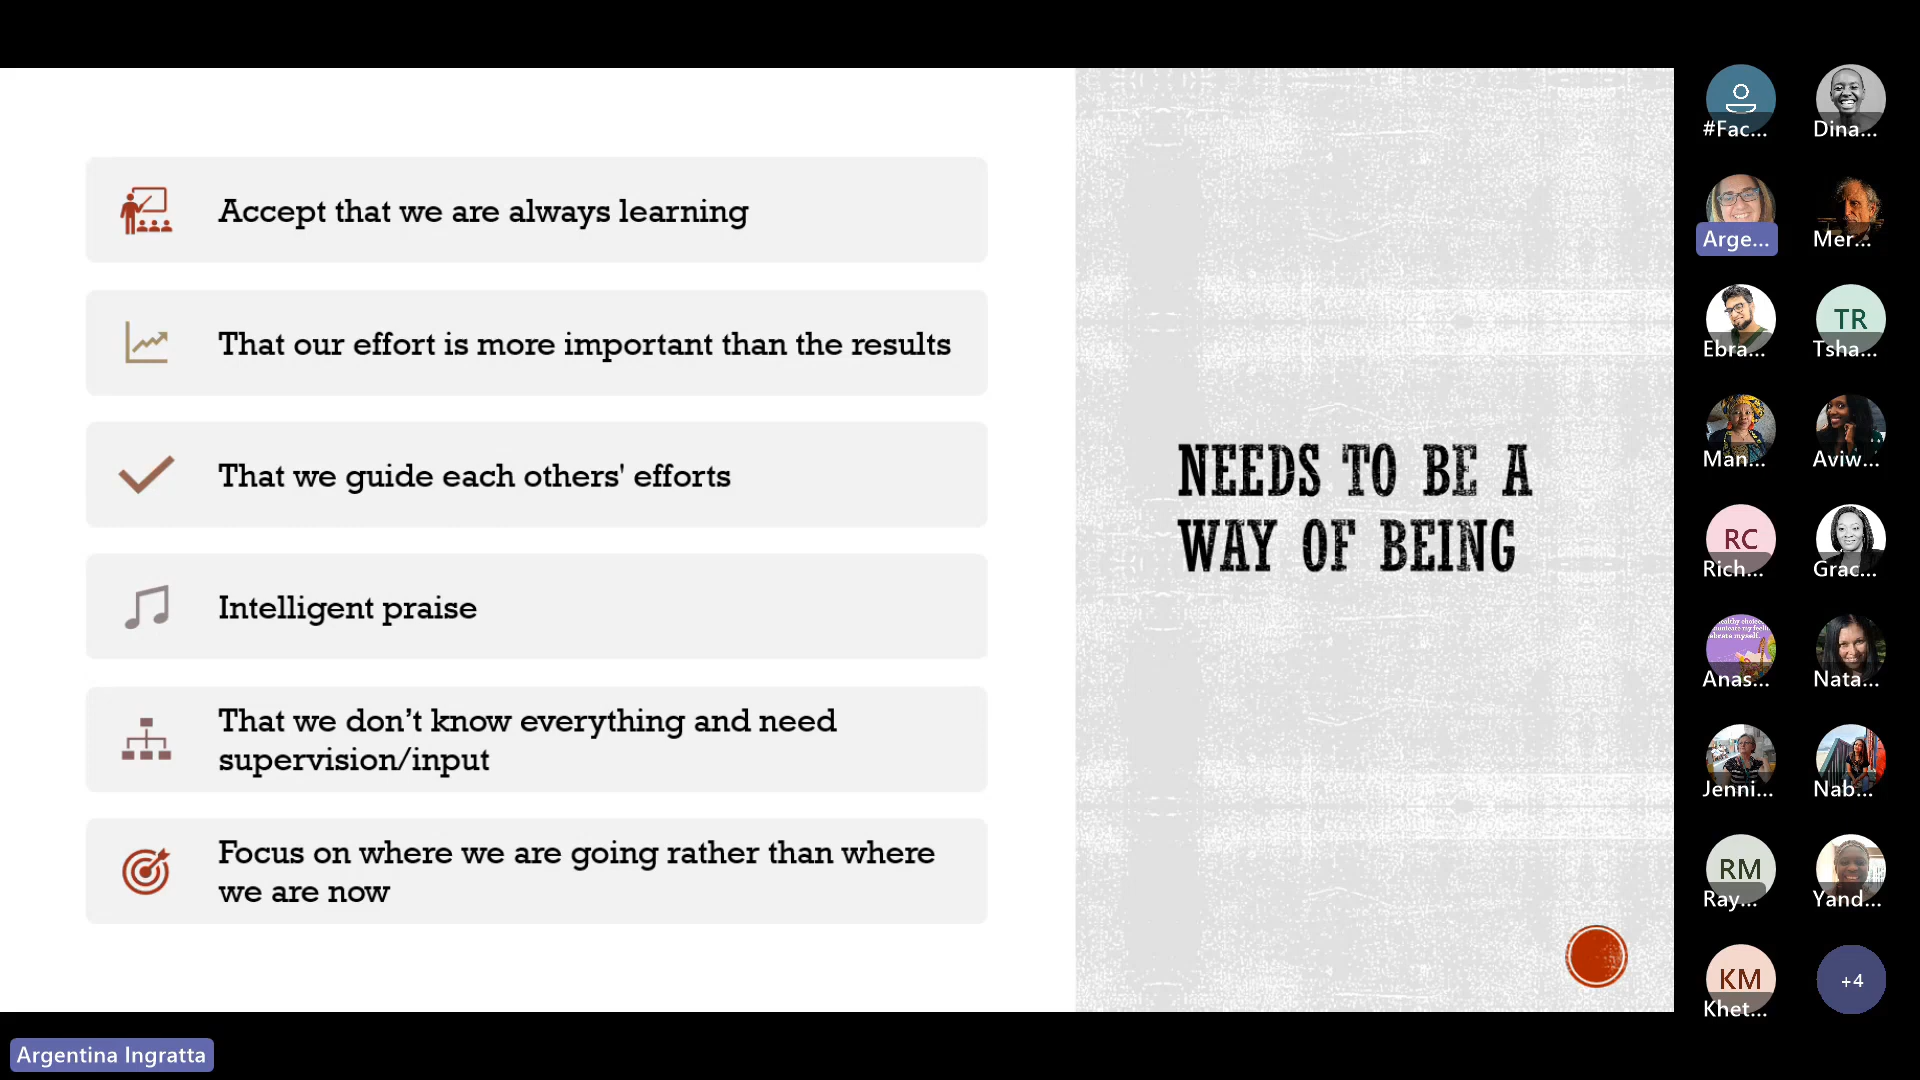 Accept that we are always learning
That our effort is more important than the results
That we guide each others' efforts
Intelligent praise
That we don’t know everything and need
supervision/input
Focus on where we are going rather than where
we are now
NEEDS TO BE A
WAY OF BEING
#Fac...
Dina...
Arge...
Mer...
Ebra...
TR
Tsha...
Man...
Aviw...
RC
Rich...
Grac...
Anas...
Nata...
Jenni...
Nab...
RM
Ray...
Yand...
KM
Khet...
+4
Argentina Ingratta